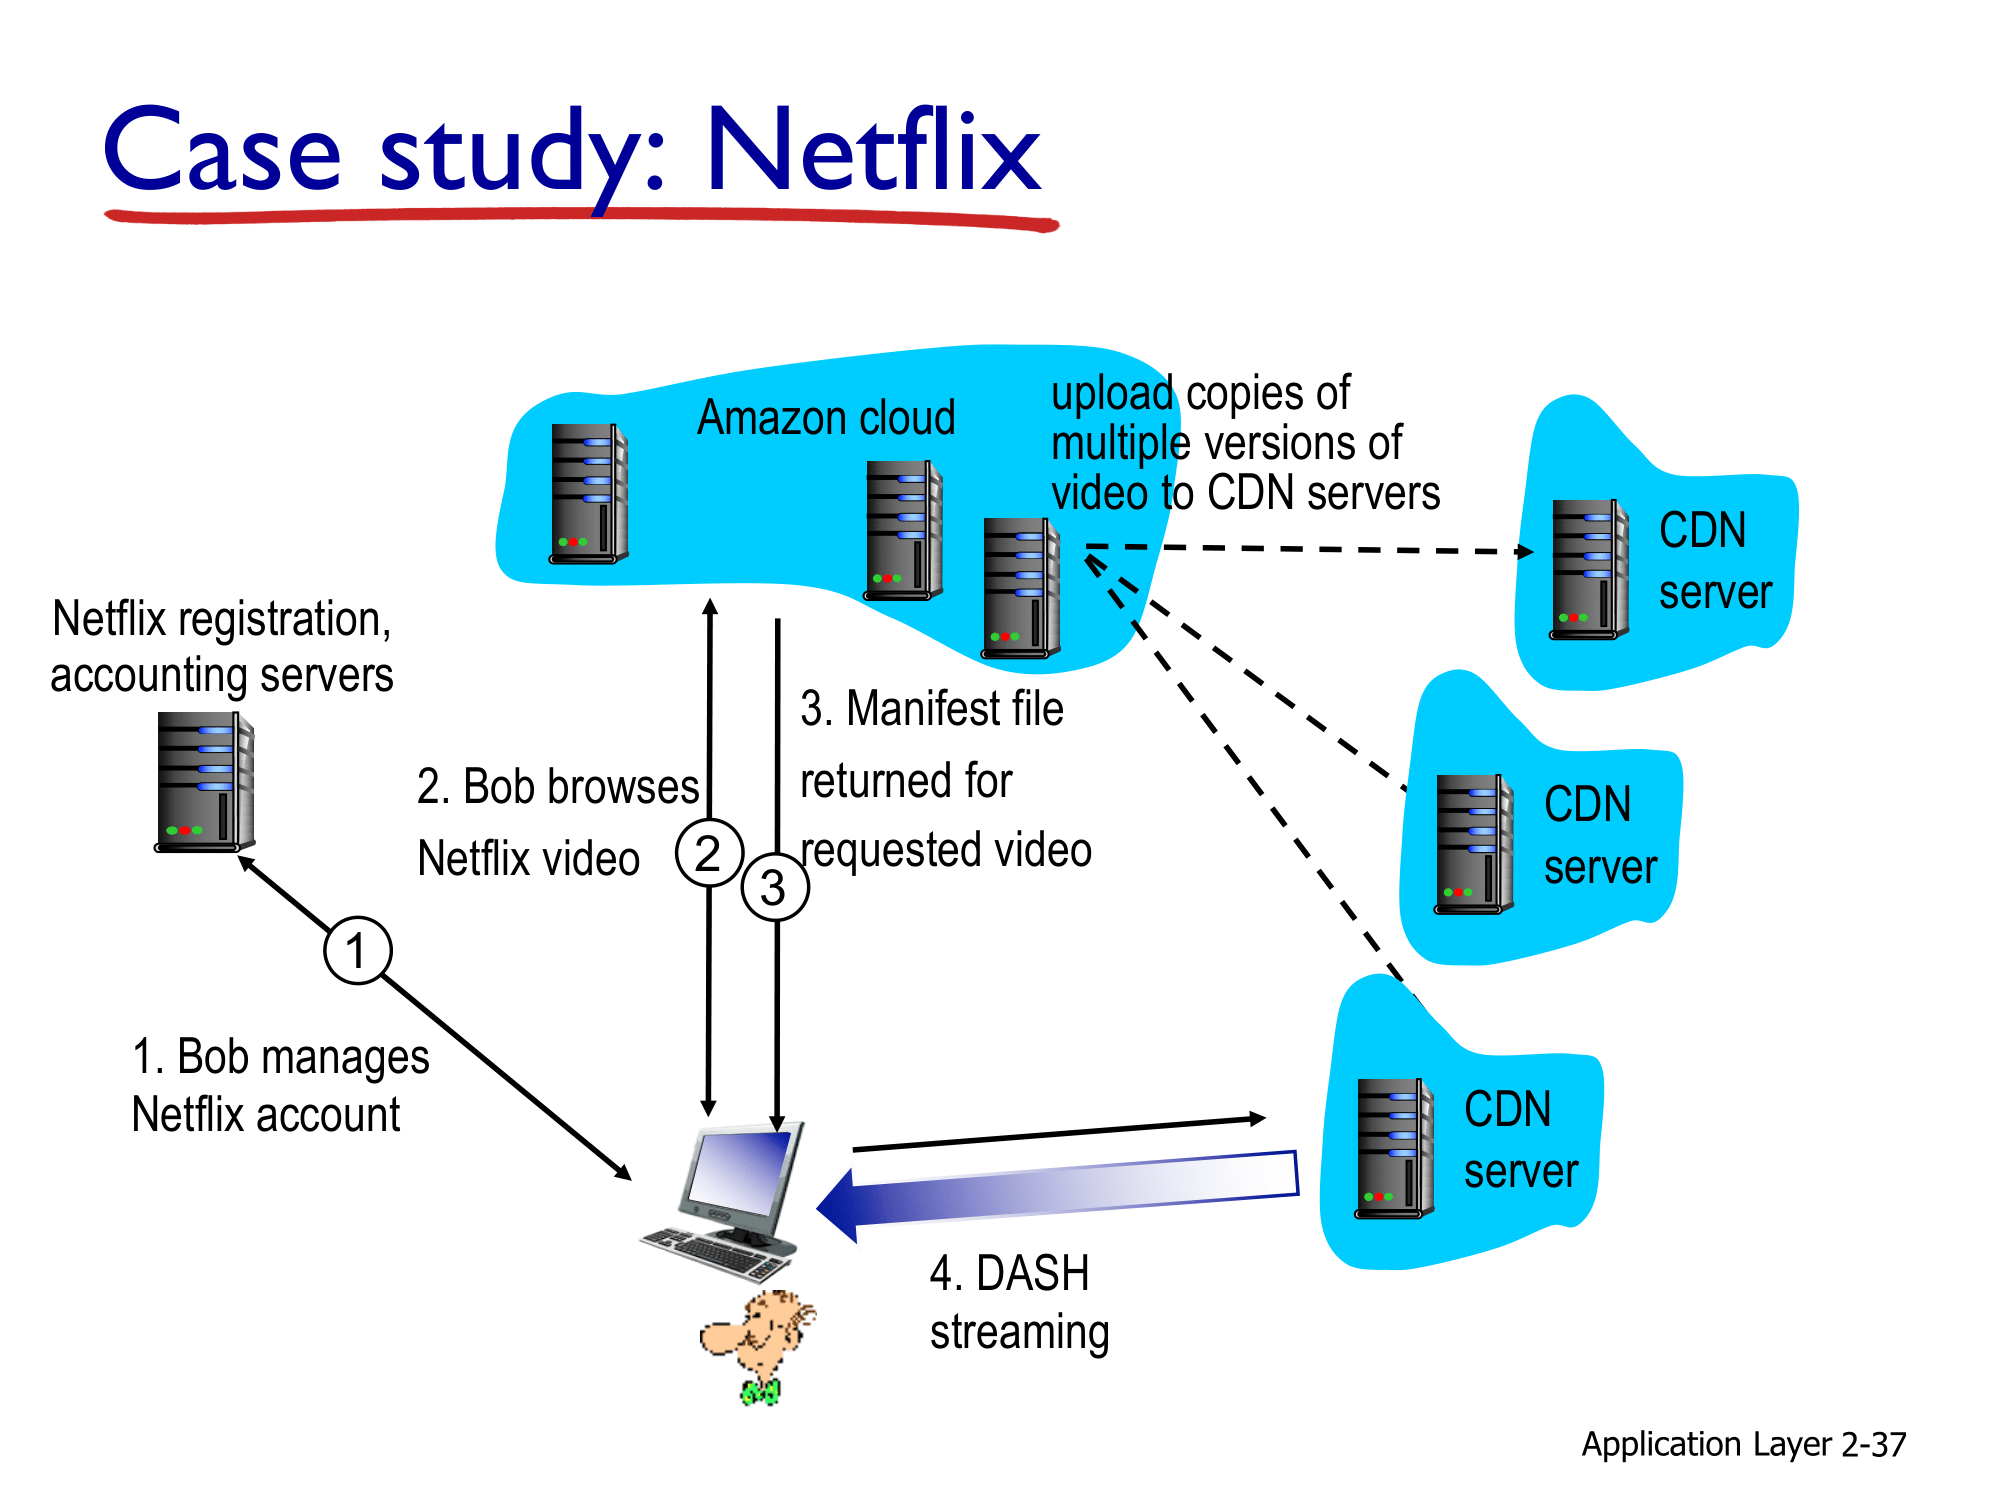 Case study: Netflix
Amazon cloud
upload copies of
multiple versions of
video to CDN servers
CDN
server
Netflix registration,
accounting servers
3. Manifest file
returned for
requested video
2. Bob browses
Netflix video
2
3
CDN
server
1
1. Bob manages
Netflix account
CDN
server
4. DASH
streaming
Application Layer 2-37